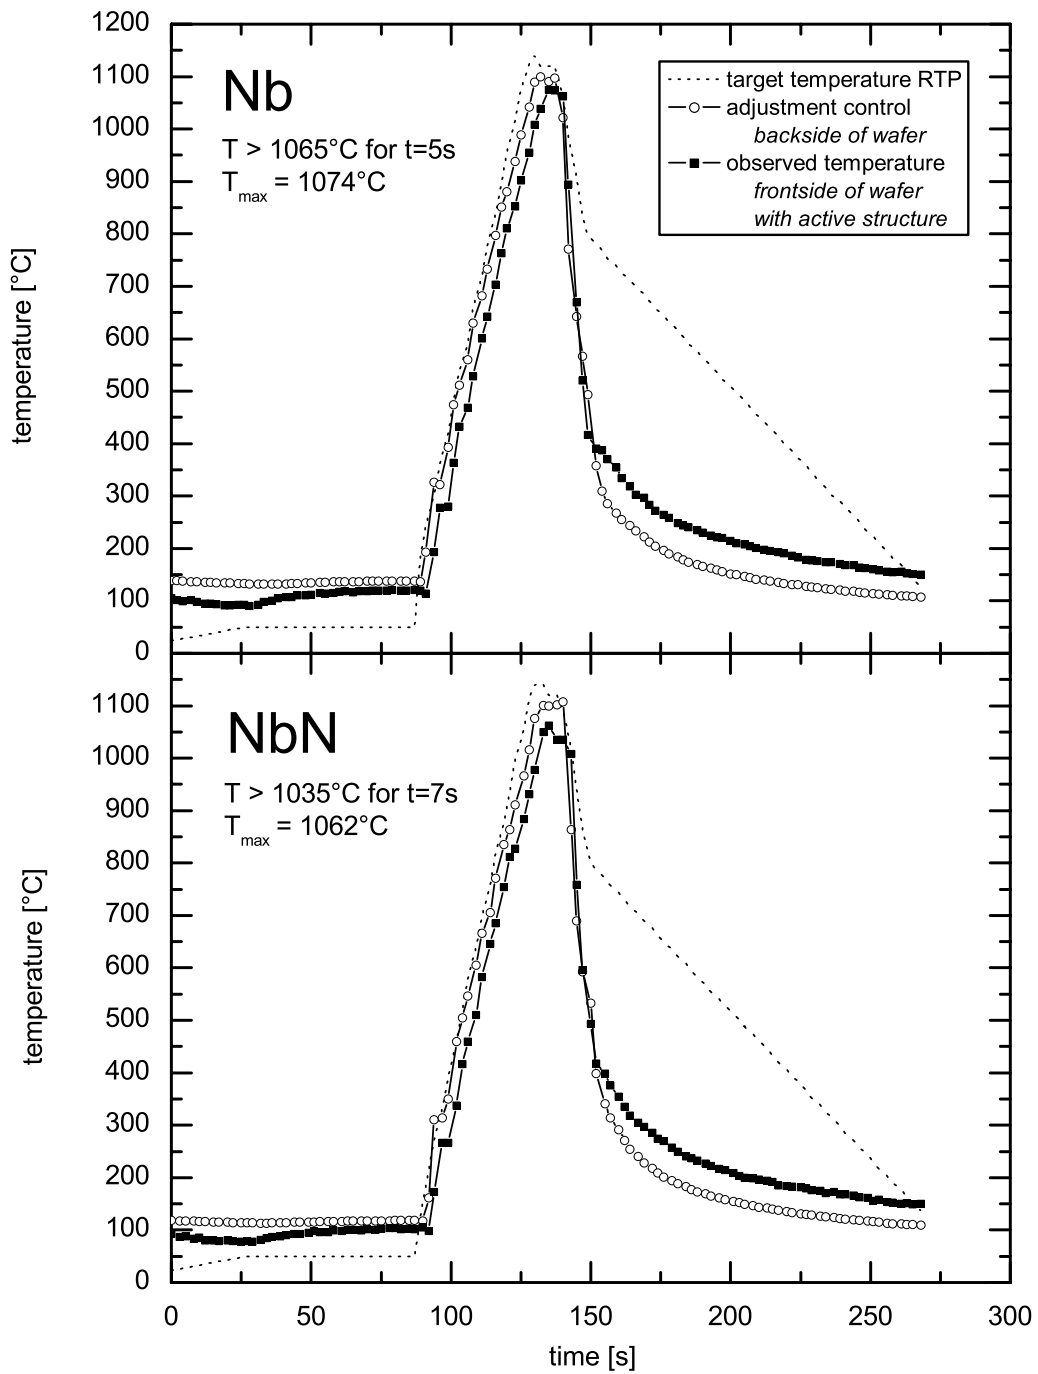 1200
1100
1000
900
800
700
600
500
400
300
200
100
0
temperature [°C]
Nb
T > 1065°C for t=5s
Tmax = 1074°C
target temperature RTP
adjustment control
backside of wafer
observed temperature
frontside of wafer
with active structure
1100
1000
900
800
700
600
500
400
300
200
100
0
temperature [°C]
NbN
T > 1035°C for t=7s
Tmax = 1062°C
0 50 100 150 200 250 300
time [s]